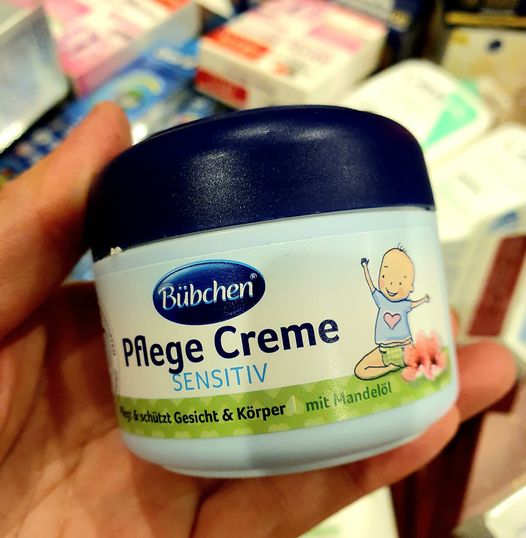 Bübchen®
Pflege Creme
SENSITIV
& schützt Gesicht & Körper mit Mandelöl